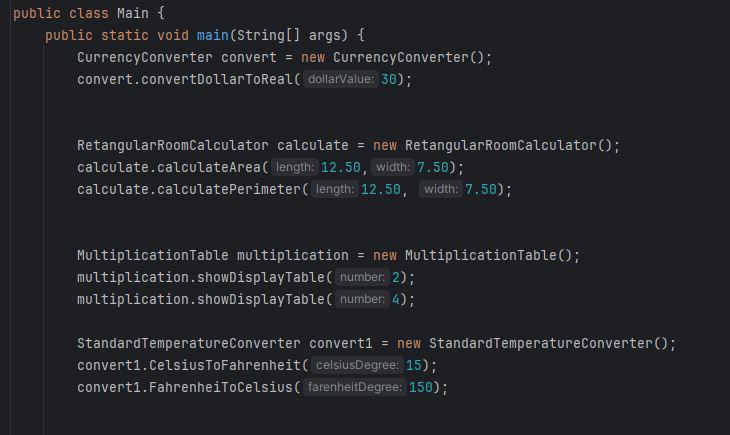 public class Main {
public static void main(String[] args) {
CurrencyConverter convert = new CurrencyConverter();
convert.convertDollarToReal( dollarValue: 30);
RetangularRoomCalculator calculate = new RetangularRoomCalculator();
calculate.calculateArea( length: 12.50, width: 7.50);
calculate.calculatePerimeter( length: 12.50, width: 7.50);
MultiplicationTable multiplication = new MultiplicationTable();
multiplication.showDisplayTable( number: 2);
multiplication.showDisplayTable( number: 4);
StandardTemperatureConverter convert1 = new StandardTemperatureConverter();
convert1.CelsiusToFahrenheit( celsiusDegree: 15);
convert1.FahrenheiToCelsius( farenheitDegree: 150);